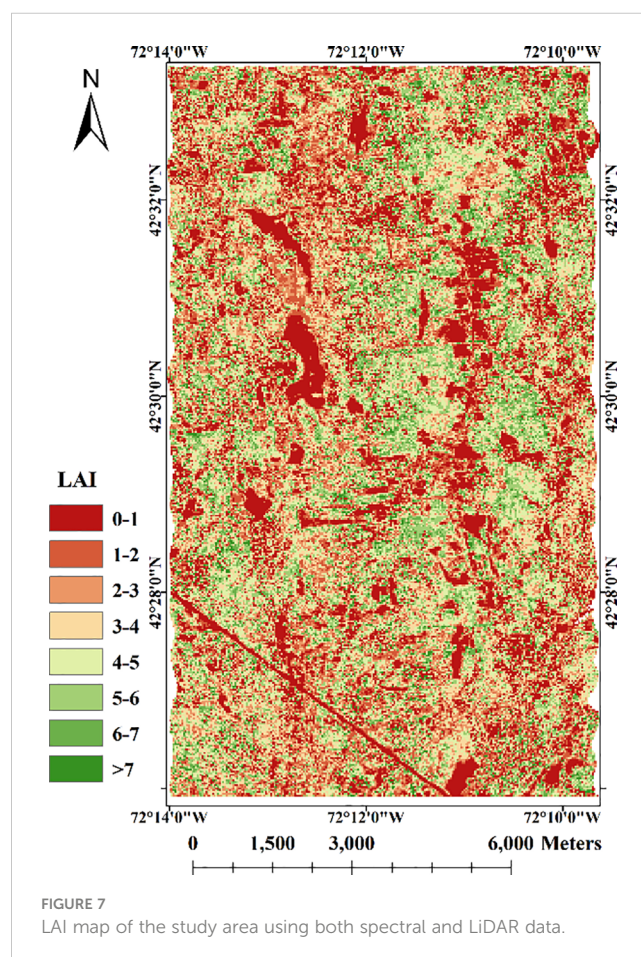 72°14'0"W 72°12'0"W 72°10'0"W
N
42°32'0"N 42°32'0"N
42°30'0"N 42°30'0"N
LAI
0-1
1-2
2-3
3-4
4-5
5-6
6-7
>7
42°28'0"N 42°28'0"N
72°14'0"W 72°12'0"W 72°10'0"W
0 1,500 3,000 6,000 Meters
FIGURE 7
LAI map of the study area using both spectral and LiDAR data.